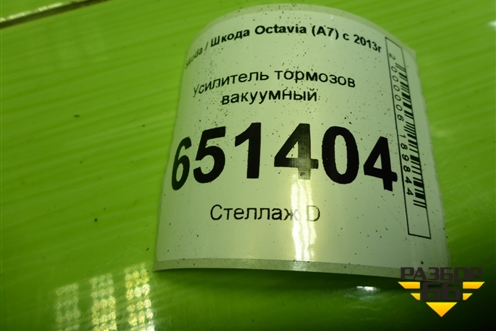 Шкода Octavia (A7) с 2013г
Усилитель тормозов
вакуумный
651404
Стеллаж D
РАЗБОР